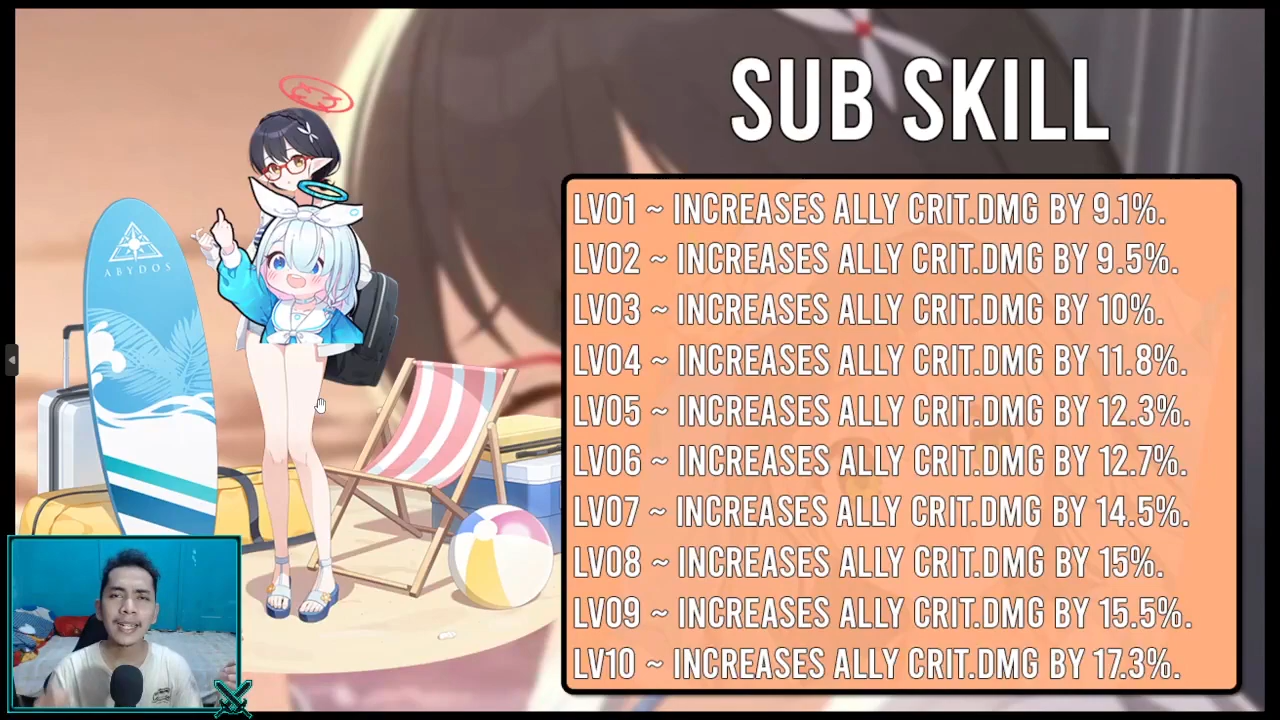 SUB SKILL
ABYDOS
LV01 ~ INCREASES ALLY CRIT.DMG BY 9.1%.
LV02 ~ INCREASES ALLY CRIT.DMG BY 9.5%.
LV03 ~ INCREASES ALLY CRIT.DMG BY 10%.
LV04 ~ INCREASES ALLY CRIT.DMG BY 11.8%.
LV05 ~ INCREASES ALLY CRIT.DMG BY 12.3%.
LV06 ~ INCREASES ALLY CRIT.DMG BY 12.7%.
LV07 ~ INCREASES ALLY CRIT.DMG BY 14.5%.
LV08 ~ INCREASES ALLY CRIT.DMG BY 15%.
LV09 ~ INCREASES ALLY CRIT.DMG BY 15.5%.
LV10 ~ INCREASES ALLY CRIT.DMG BY 17.3%.